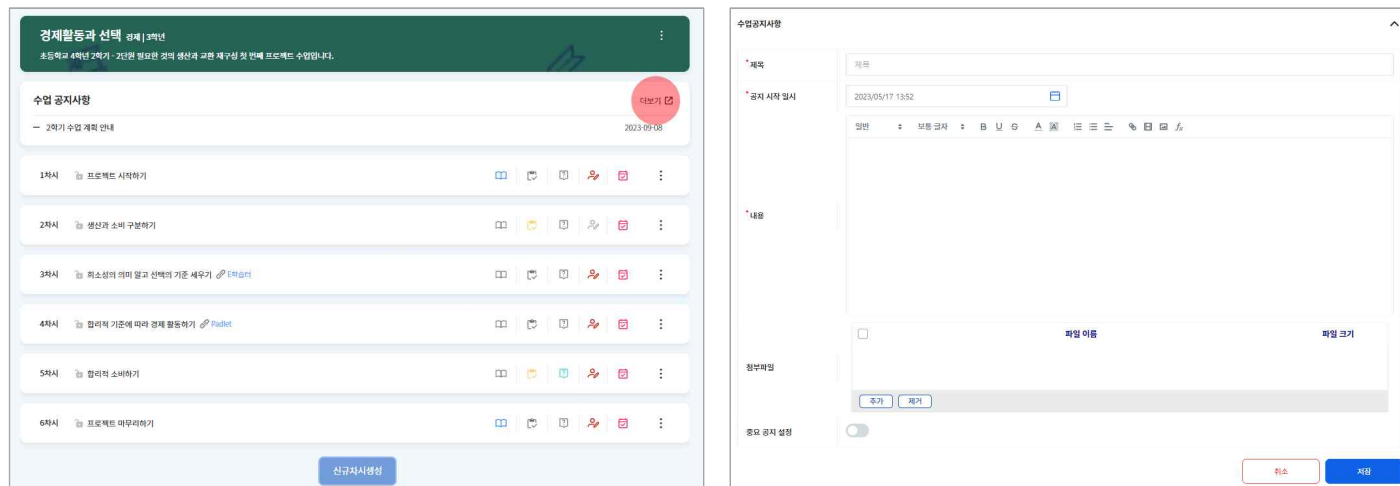 경제활동과 선택 경제 | 3학년
초등학교 4학년 2학기 - 2단원 필요한 것의 생산과 교환 재구성 첫 번째 프로젝트 수업입니다.
수업 공지사항
더보기
2학기 수업 계획 안내 2023-09-08
1차시 프로젝트 시작하기
2차시 생산과 소비 구분하기
3차시 희소성의 의미 알고 선택의 기준 세우기 E학습터
4차시 합리적 기준에 따라 경제 활동하기 Padlet
5차시 합리적 소비하기
6차시 프로젝트 마무리하기
신규차시생성
수업공지사항
*제목 제목
*공지 시작 일시 2023/05/17 13:52
일반 보통 글자 B U S A A fx
*내용
파일 이름 파일 크기
첨부파일
추가 제거
중요 공지 설정
취소 저장